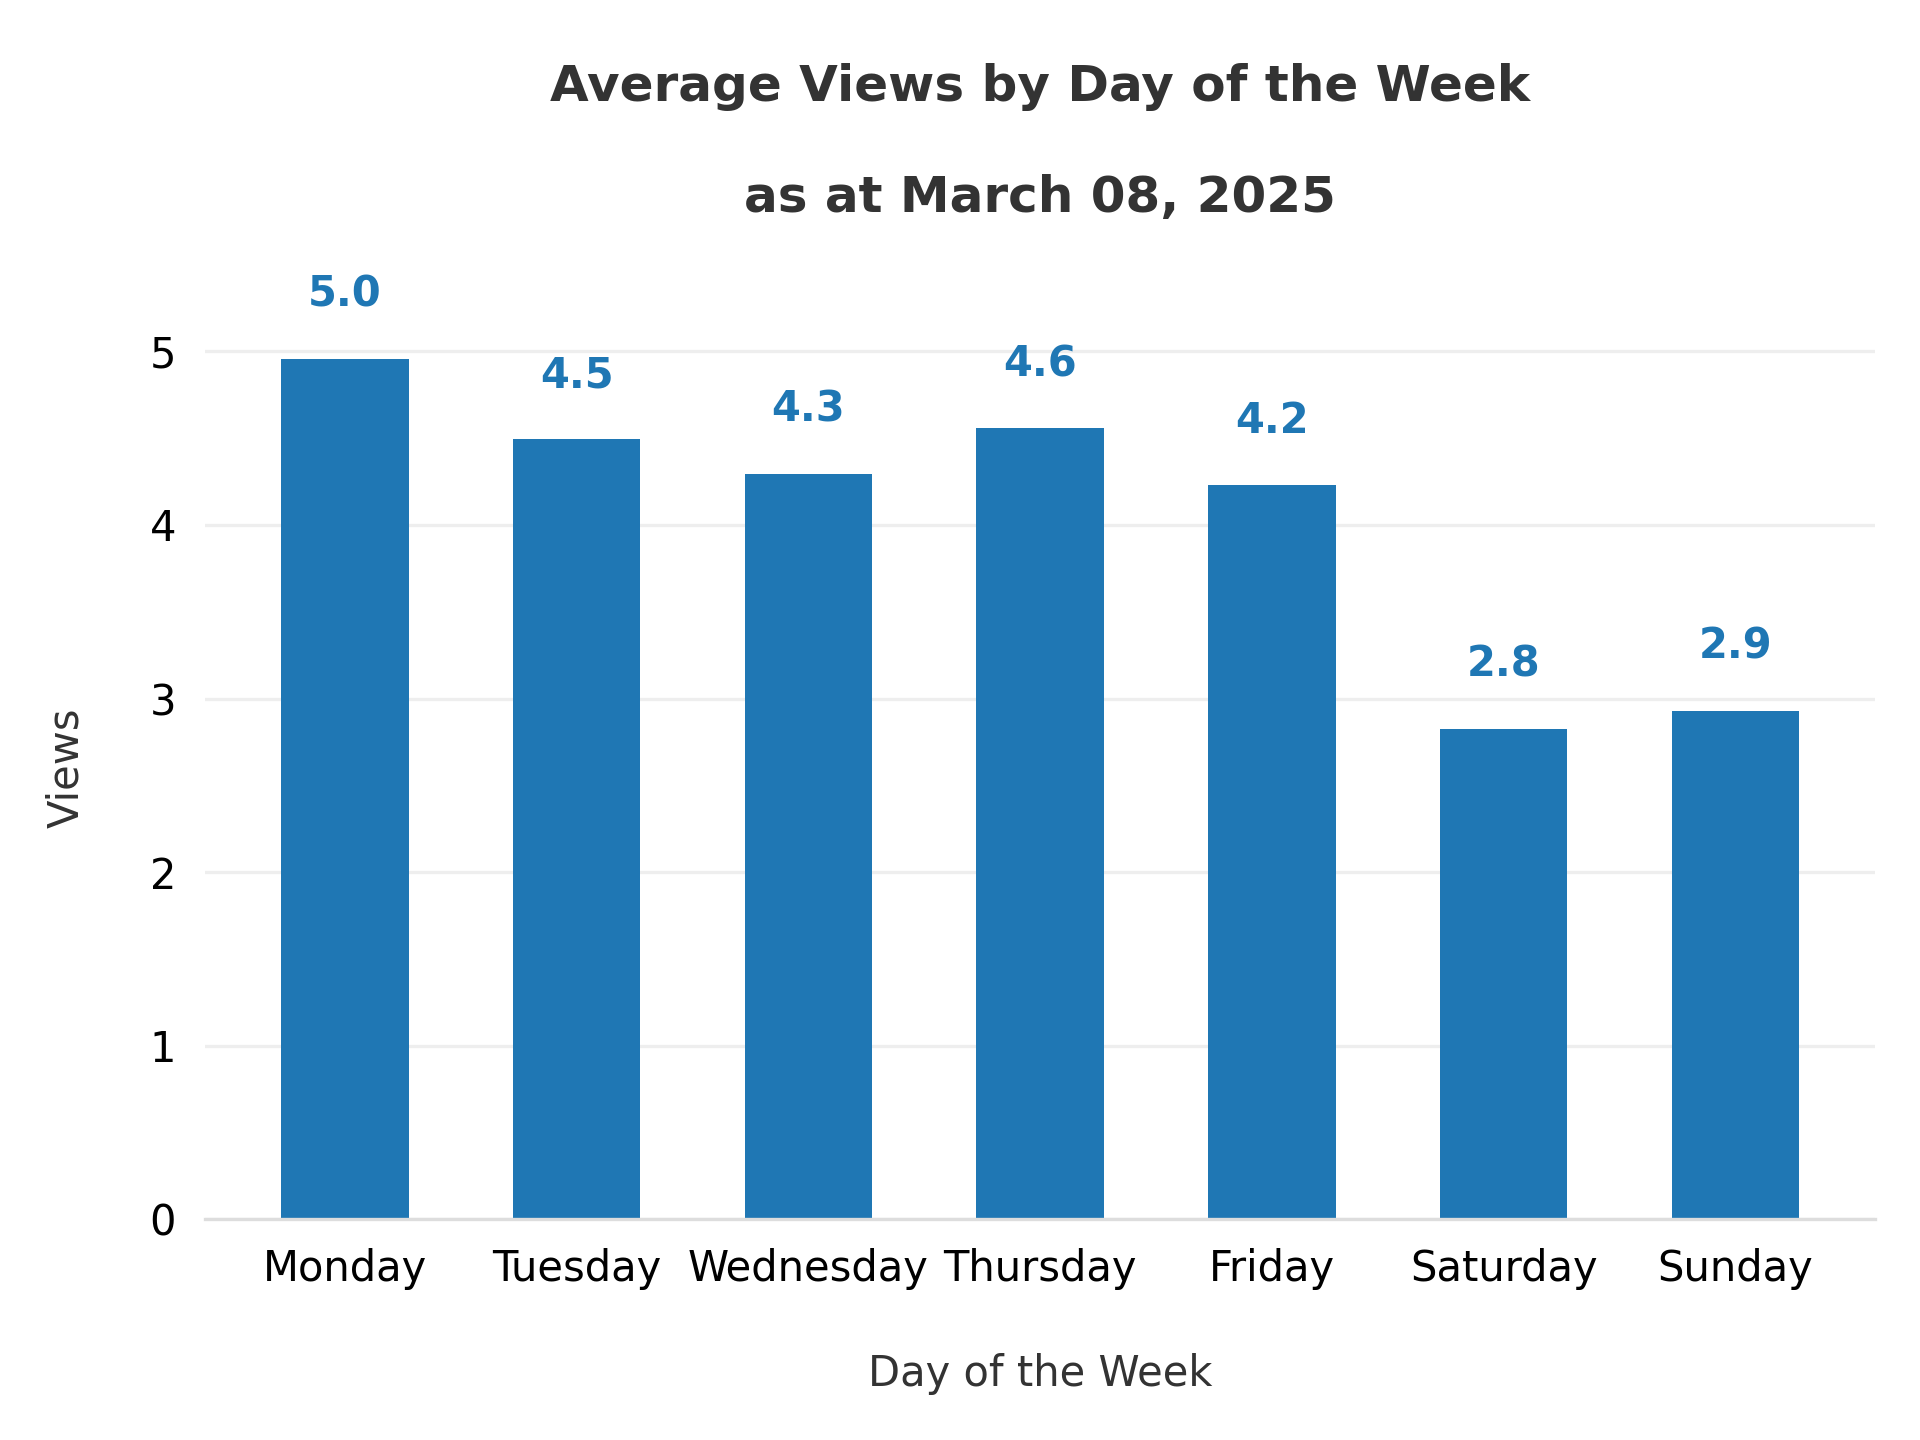 Average Views by Day of the Week
as at March 08, 2025
5.0
4.5
4.3
4.6
4.2
2.8
2.9
5
4
3
2
1
0
Views
Monday Tuesday Wednesday Thursday Friday Saturday Sunday
Day of the Week